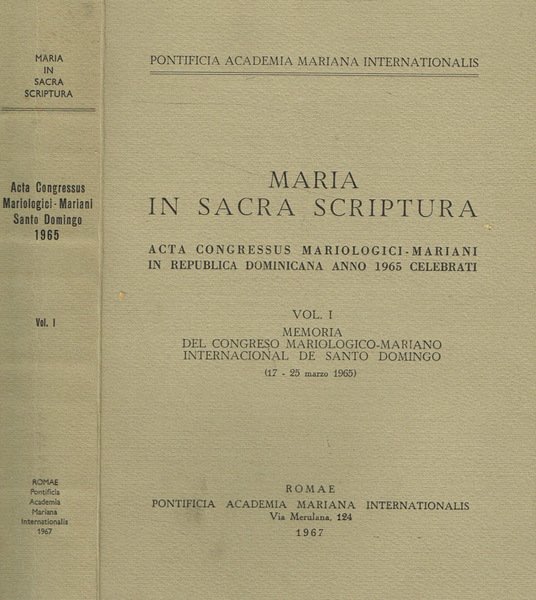 MARIA
IN
SACRA
SCRIPTURA
Acta Congressus
Mariologici-Mariani
Santo Domingo
1965
Vol. I
ROMAE
Pontificia
Academia
Mariana
Internationalis
1967
PONTIFICIA ACADEMIA MARIANA INTERNATIONALIS
MARIA
IN SACRA SCRIPTURA
ACTA CONGRESSUS MARIOLOGICI-MARIANI
IN REPUBLICA DOMINICANA ANNO 1965 CELEBRATI
VOL. I
MEMORIA
DEL CONGRESO MARIOLOGICO-MARIANO
INTERNACIONAL DE SANTO DOMINGO
(17 - 25 marzo 1965)
ROMAE
PONTIFICIA ACADEMIA MARIANA INTERNATIONALIS
Via Merulana, 124
1967